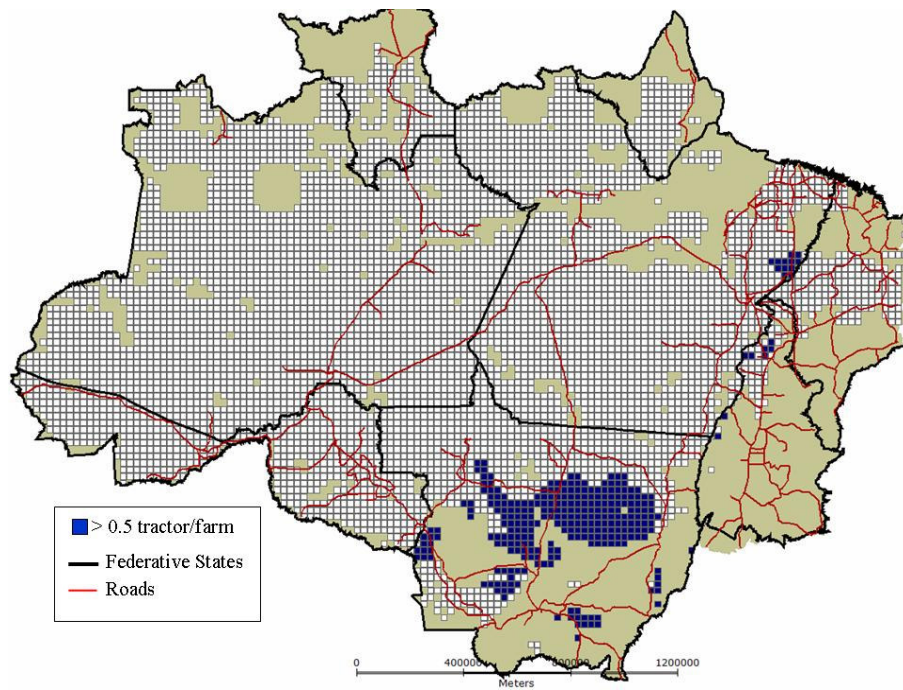 > 0.5 tractor/farm
Federative States
Roads
0 400000 800000 1200000
Meters